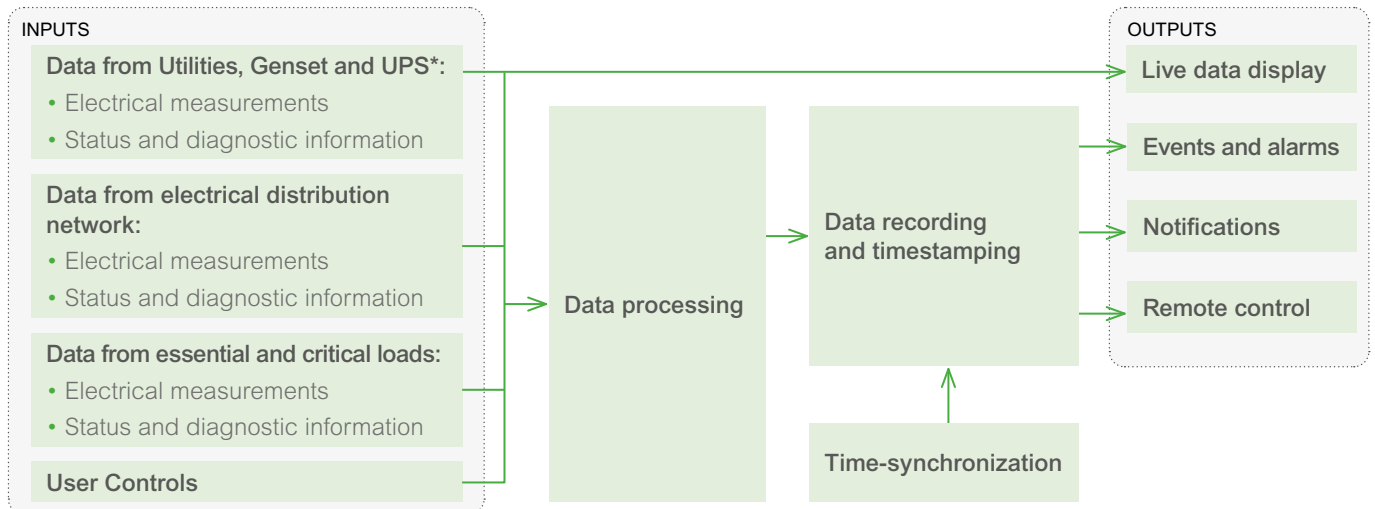 INPUTS
Data from Utilities, Genset and UPS*:
• Electrical measurements
• Status and diagnostic information
Data from electrical distribution
network:
• Electrical measurements
• Status and diagnostic information
Data from essential and critical loads:
• Electrical measurements
• Status and diagnostic information
User Controls
Data processing
Data recording
and timestamping
Time-synchronization
OUTPUTS
Live data display
Events and alarms
Notifications
Remote control